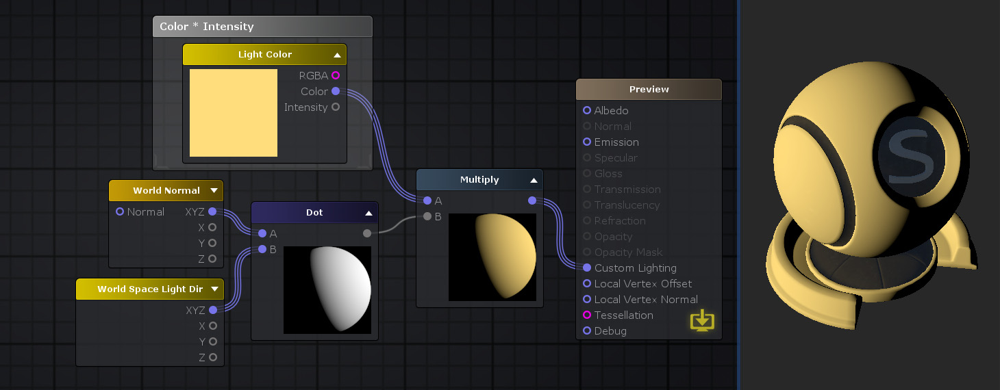 Color * Intensity
Light Color
RGBA
Color
Intensity
World Normal
Normal XYZ
X
Y
Z
World Space Light Dir
XYZ
X
Y
Z
Dot
A
B
Multiply
A
B
Preview
Albedo
Normal
Emission
Specular
Gloss
Transmission
Translucency
Refraction
Opacity
Opacity Mask
Custom Lighting
Local Vertex Offset
Local Vertex Normal
Tessellation
Debug
S